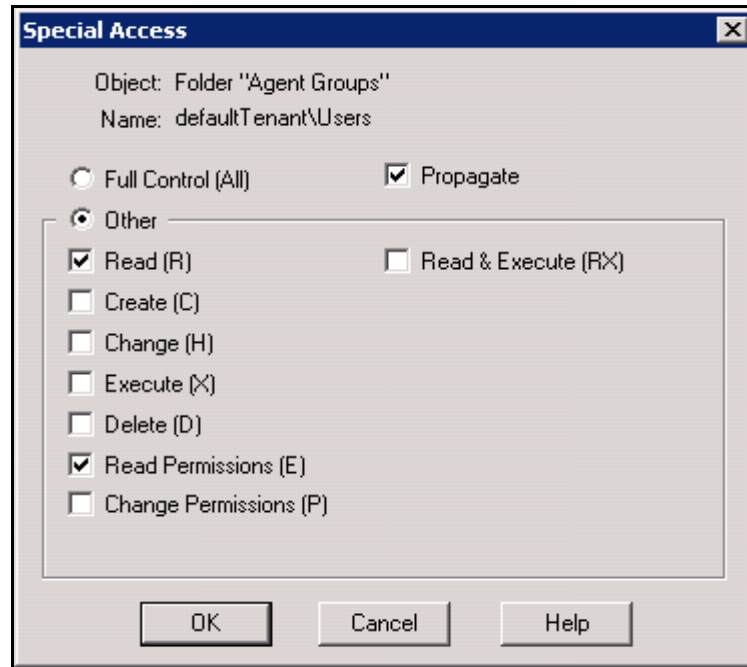 Special Access
Object: Folder "Agent Groups"
Name: defaultTenant\Users
Full Control (All) Propagate
Other
Read (R) Read & Execute (RX)
Create (C)
Change (H)
Execute (X)
Delete (D)
Read Permissions (E)
Change Permissions (P)
OK Cancel Help